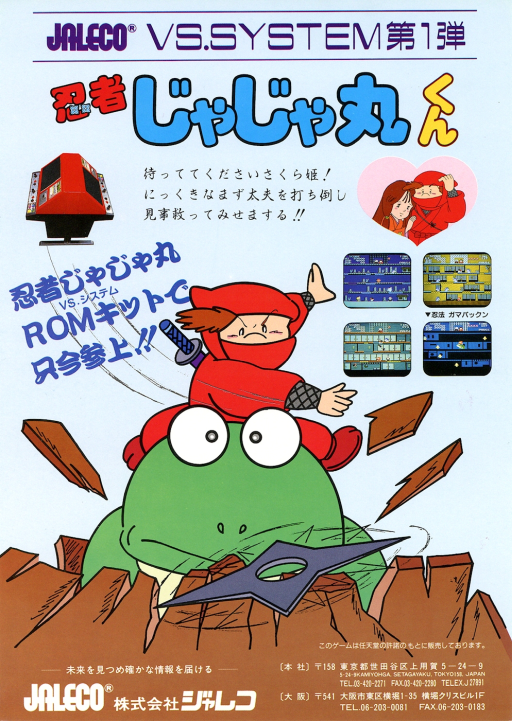 JALECO® VS.SYSTEM第1弾
忍者じゃじゃ丸くん
待っててくださいさくら姫!
にっくきなまず太夫を打ち倒し
見事救ってみせまする!!
忍者じゃじゃ丸
VS.システム
ROMキットで
只今参上!!
▼忍法 ガマパックン
このゲームは任天堂の許諾のもとに販売しております。
未来を見つめ確かな情報を届ける
JALECO® 株式会社ジャレコ
〔本 社〕〒158 東京都世田谷区上用賀5-24-9
5-24-9KAMIYOHGA, SETAGAYAKU, TOKYO158, JAPAN
TEL.03-420-2271 FAX.03-420-2280 TELEX.J 27891
〔大 阪〕〒541 大阪市東区横堀1-35 横堀クリスビル1F
TEL.06-203-0081 FAX.06-203-0183